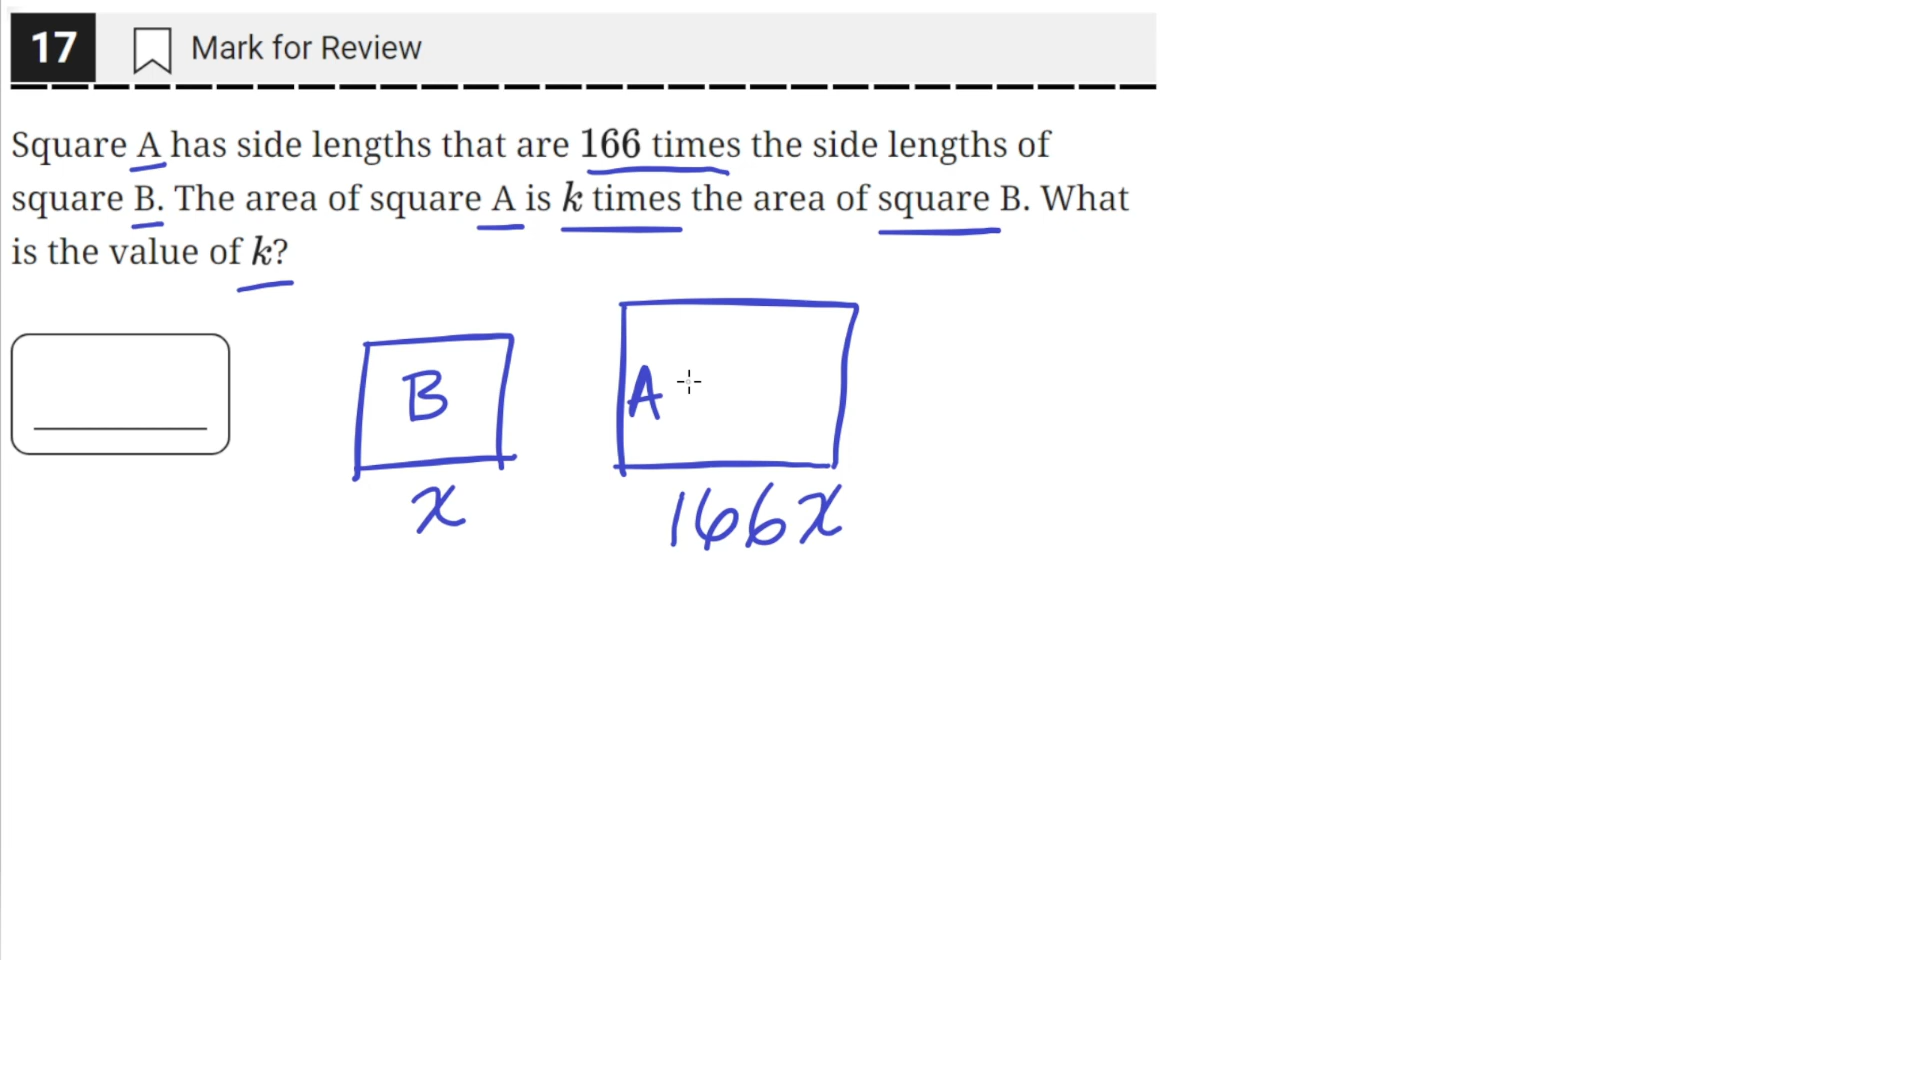 17 Mark for Review
Square A has side lengths that are 166 times the side lengths of
square B. The area of square A is k times the area of square B. What
is the value of k?
B A
x 166x